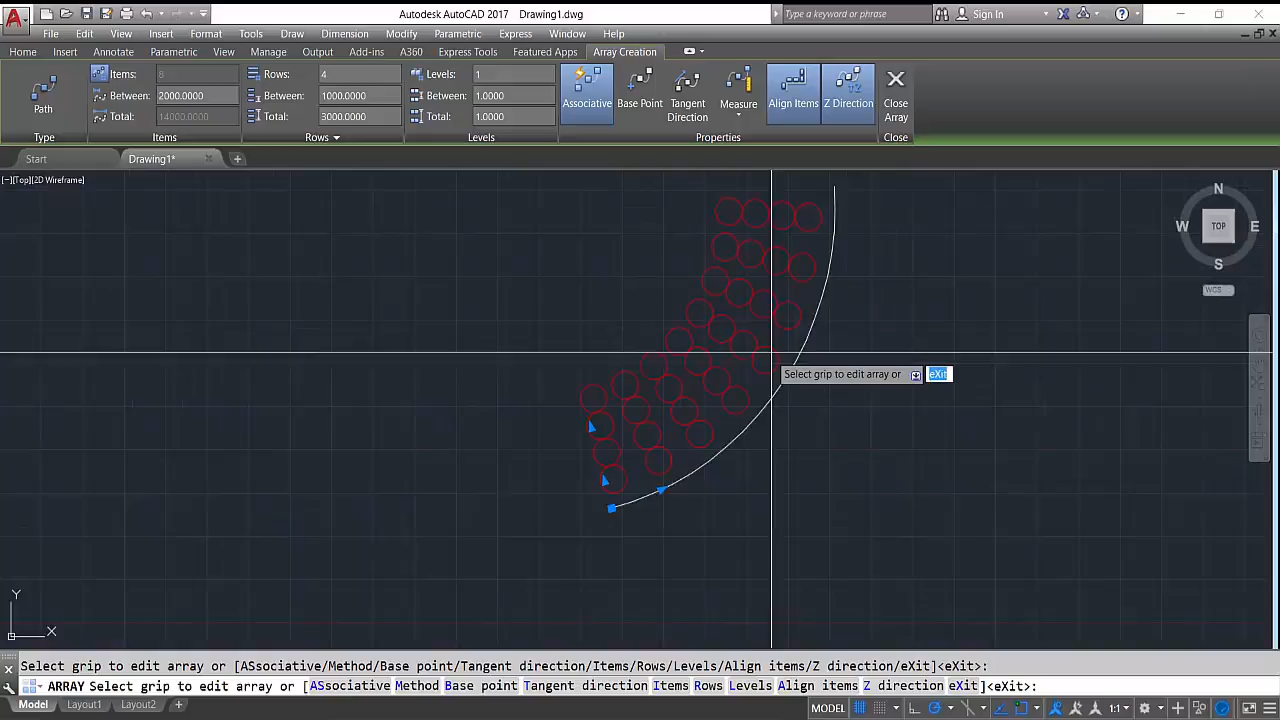 Autodesk AutoCAD 2017 Drawing1.dwg
Type a keyword or phrase
Sign In
File Edit View Insert Format Tools Draw Dimension Modify Parametric Express Window Help
Home Insert Annotate Parametric View Manage Output Add-ins A360 Express Tools Featured Apps Array Creation
Items: 8 Rows: 4 Levels: 1
Between: 2000.0000 Between: 1000.0000 Between: 1.0000
Total: 14000.0000 Total: 3000.0000 Total: 1.0000
Path
Associative Base Point Tangent Direction Measure Align Items Z Direction Close Array
Type Items Rows Levels Properties Close
Start Drawing1*
[−][Top][2D Wireframe]
N
W TOP E
S
WCS
Select grip to edit array or eXit
Y
X
Select grip to edit array or [ASsociative/Method/Base point/Tangent direction/Items/Rows/Levels/Align items/Z direction/eXit]<eXit>:
ARRAY Select grip to edit array or [ASsociative Method Base point Tangent direction Items Rows Levels Align items Z direction eXit]<eXit>:
Model Layout1 Layout2 +
MODEL 1:1